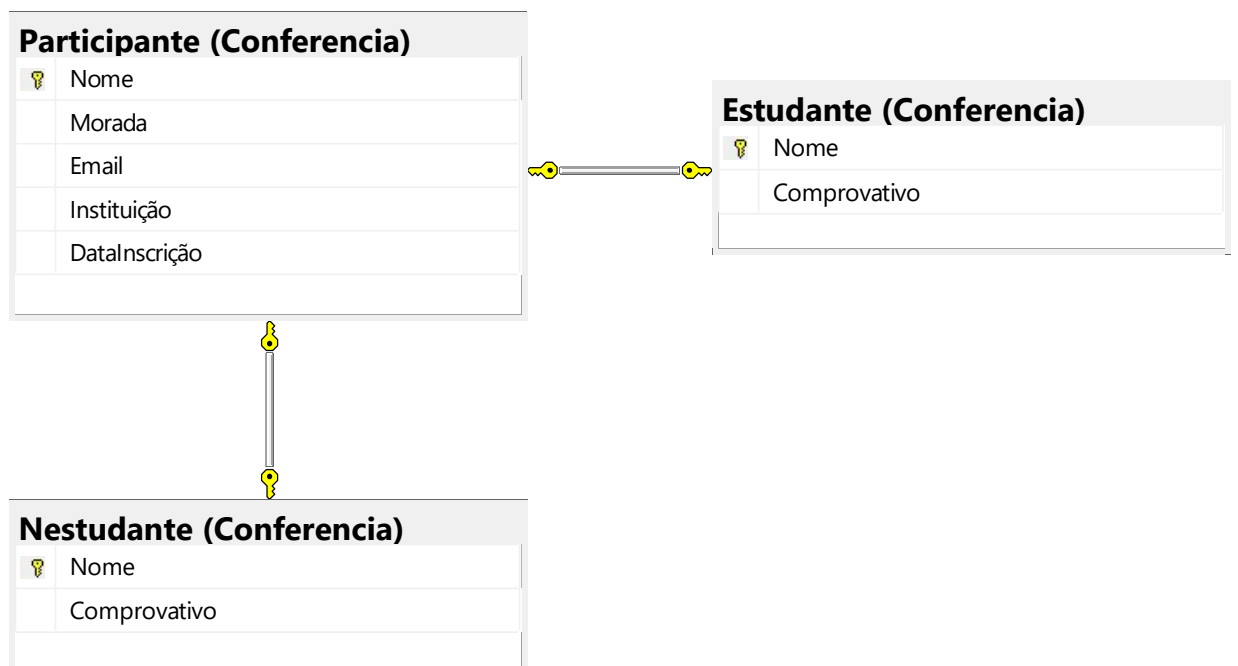 Participante (Conferencia)
Nome
Morada
Email
Instituição
DataInscrição
Estudante (Conferencia)
Nome
Comprovativo
Nestudante (Conferencia)
Nome
Comprovativo